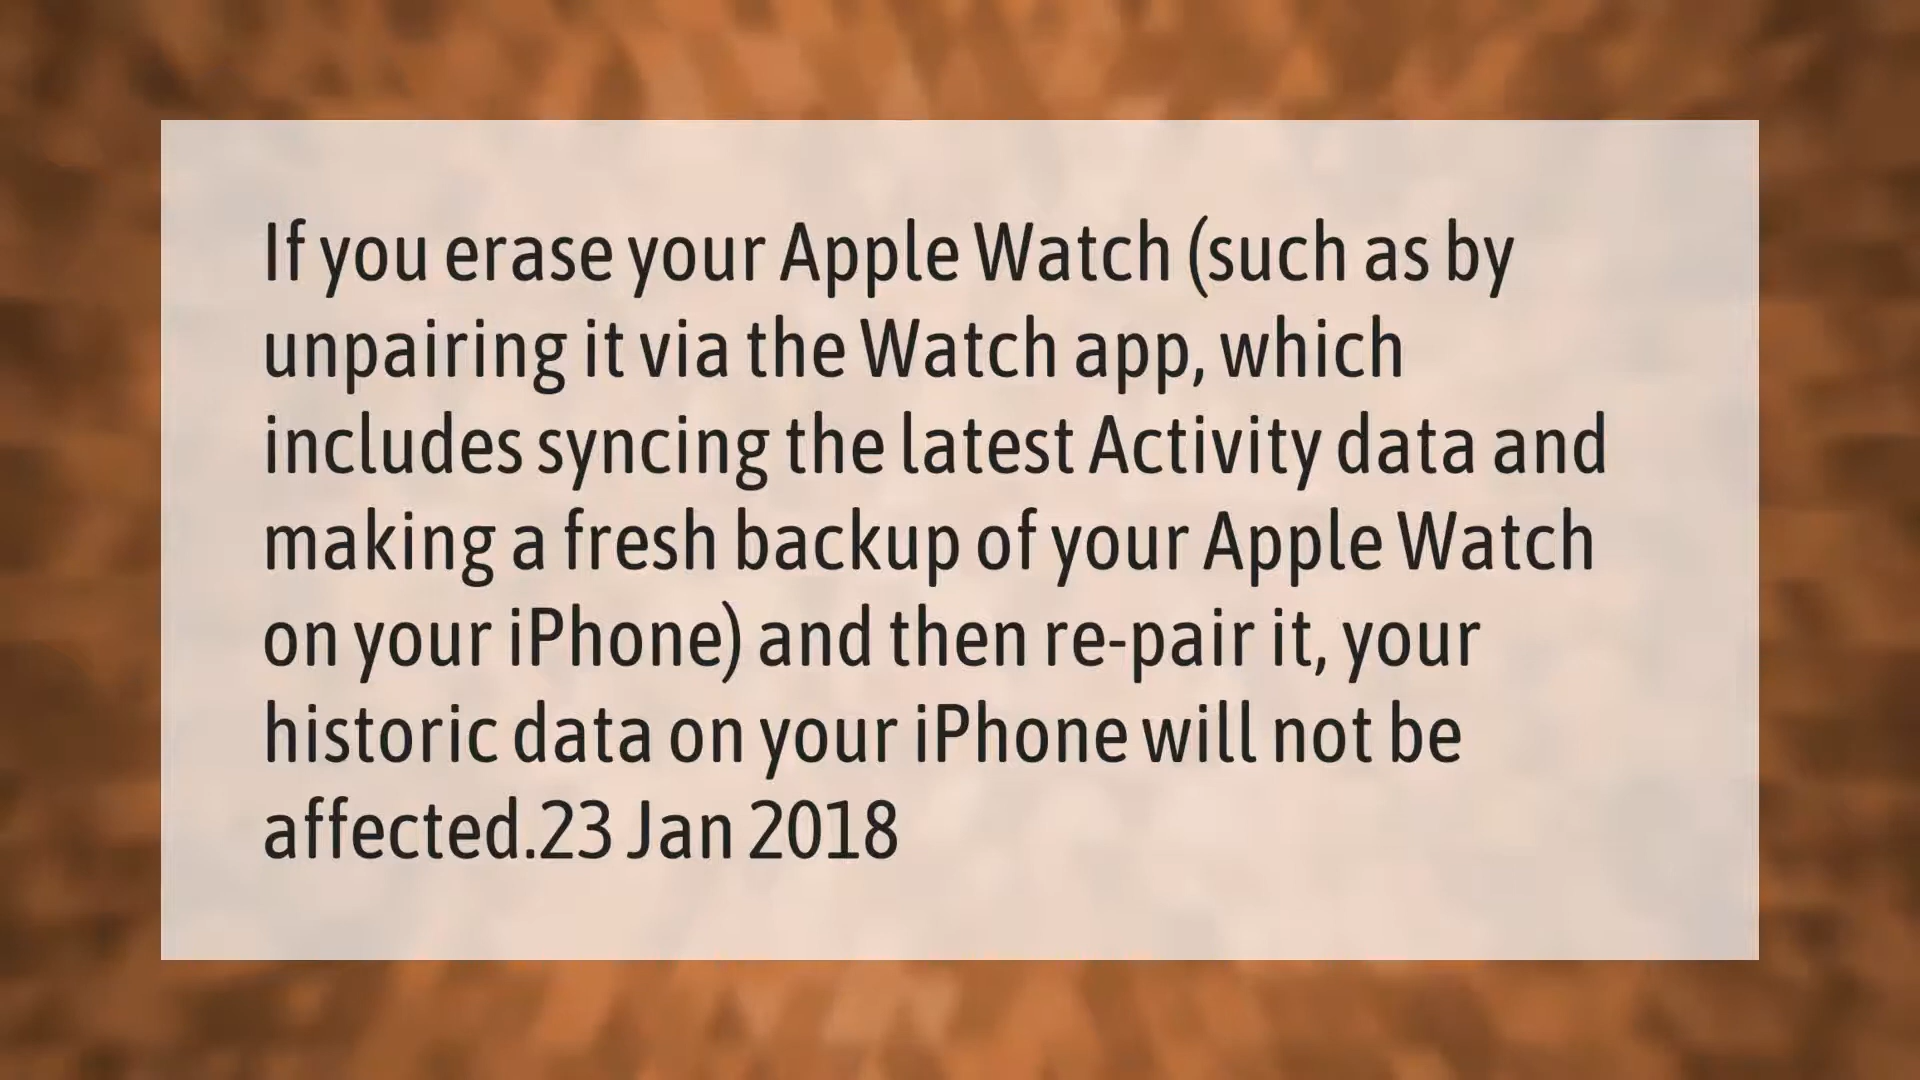 If you erase your Apple Watch (such as by
unpairing it via the Watch app, which
includes syncing the latest Activity data and
making a fresh backup of your Apple Watch
on your iPhone) and then re-pair it, your
historic data on your iPhone will not be
affected.23 Jan 2018